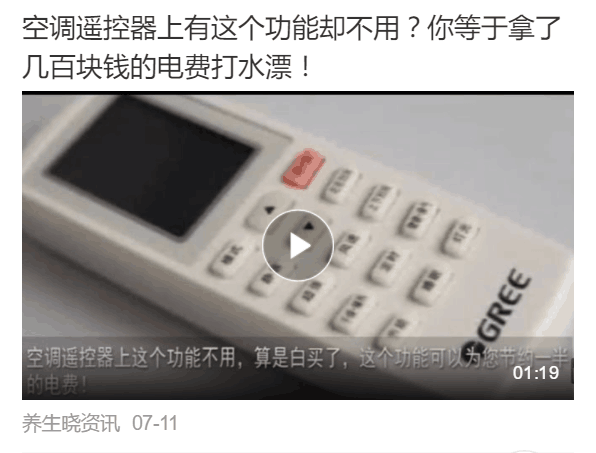 空调遥控器上有这个功能却不用？你等于拿了
几百块钱的电费打水漂！
GREE
空调遥控器上这个功能不用，算是白买了，这个功能可以为您节约一半
的电费！
01:19
养生晓资讯 07-11